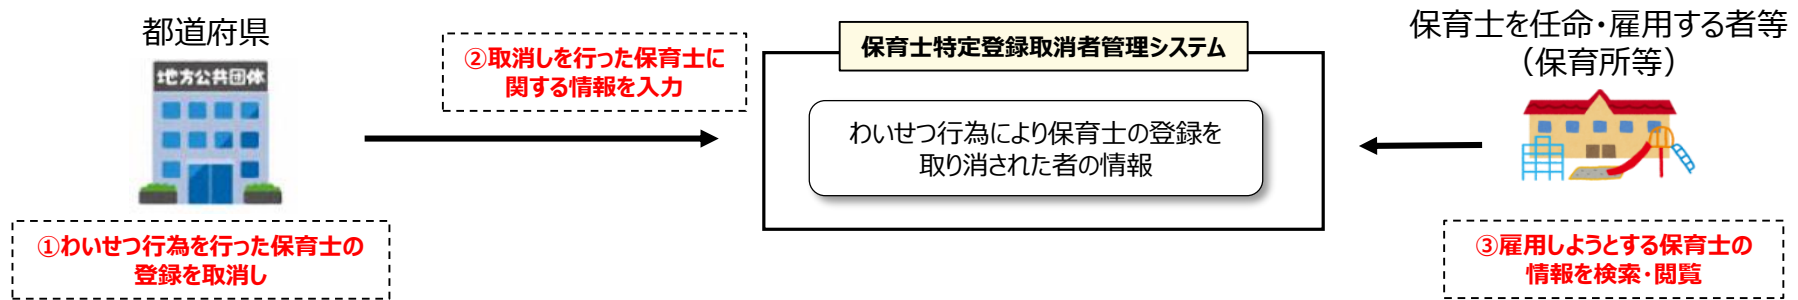 都道府県
地方公共団体
①わいせつ行為を行った保育士の
登録を取消し
②取消しを行った保育士に
関する情報を入力
保育士特定登録取消者管理システム
わいせつ行為により保育士の登録を
取り消された者の情報
保育士を任命・雇用する者等
（保育所等）
③雇用しようとする保育士の
情報を検索・閲覧